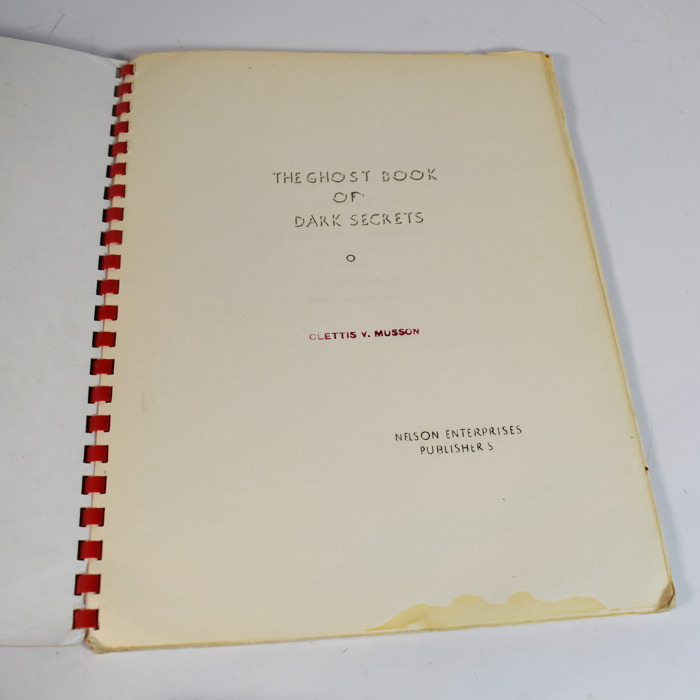 THE GHOST BOOK
OF
DARK SECRETS
CLETTIS V. MUSSON
NELSON ENTERPRISES
PUBLISHERS